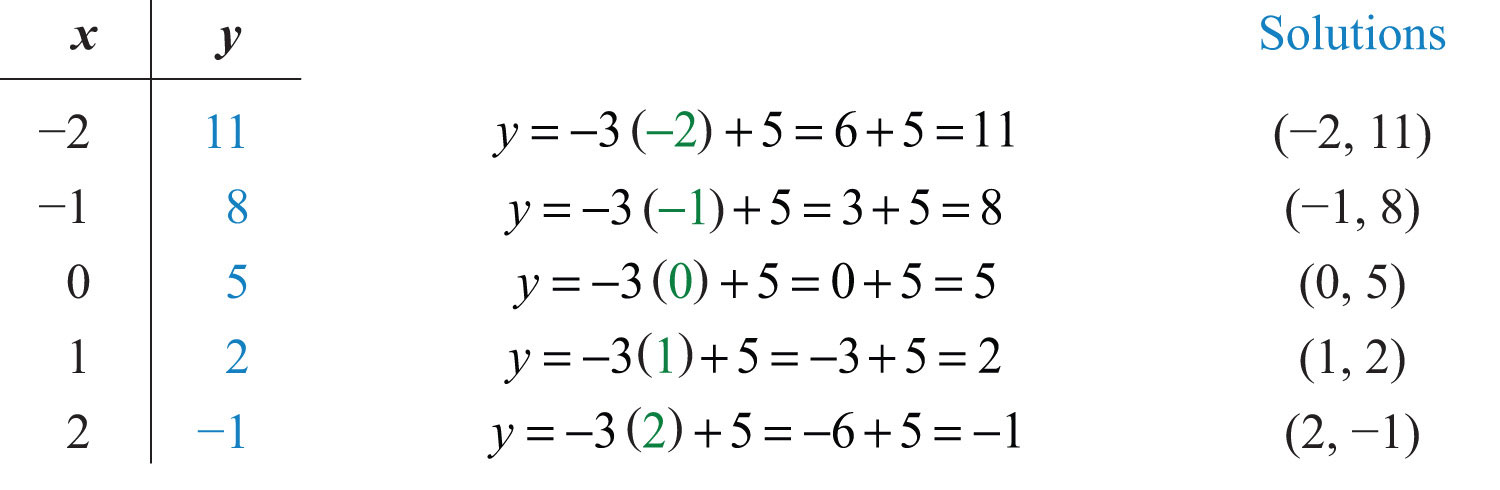 x y Solutions
−2 11 y = −3 (−2) + 5 = 6 + 5 = 11 (−2, 11)
−1 8 y = −3 (−1) + 5 = 3 + 5 = 8 (−1, 8)
0 5 y = −3 (0) + 5 = 0 + 5 = 5 (0, 5)
1 2 y = −3 (1) + 5 = −3 + 5 = 2 (1, 2)
2 −1 y = −3 (2) + 5 = −6 + 5 = −1 (2, −1)